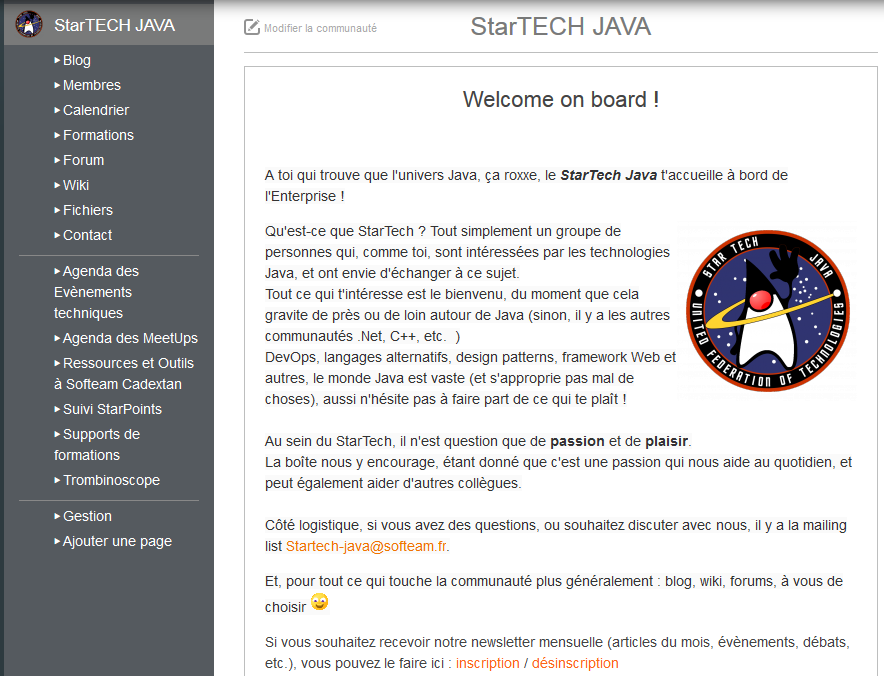 StarTECH JAVA
Blog
Membres
Calendrier
Formations
Forum
Wiki
Fichiers
Contact
Agenda des
Evènements
techniques
Agenda des MeetUps
Ressources et Outils
à Softeam Cadextan
Suivi StarPoints
Supports de
formations
Trombinoscope
Gestion
Ajouter une page
Modifier la communauté
StarTECH JAVA
Welcome on board !
A toi qui trouve que l'univers Java, ça roxxe, le StarTech Java t'accueille à bord de
l'Enterprise !
Qu'est-ce que StarTech ? Tout simplement un groupe de
personnes qui, comme toi, sont intéressées par les technologies
Java, et ont envie d'échanger à ce sujet.
Tout ce qui t'intéresse est le bienvenu, du moment que cela
gravite de près ou de loin autour de Java (sinon, il y a les autres
communautés .Net, C++, etc.  )
DevOps, langages alternatifs, design patterns, framework Web et
autres, le monde Java est vaste (et s'approprie pas mal de
choses), aussi n'hésite pas à faire part de ce qui te plaît !
STAR TECH JAVA
UNITED FEDERATION OF TECHNOLOGIES
Au sein du StarTech, il n'est question que de passion et de plaisir.
La boîte nous y encourage, étant donné que c'est une passion qui nous aide au quotidien, et
peut également aider d'autres collègues.
Côté logistique, si vous avez des questions, ou souhaitez discuter avec nous, il y a la mailing
list Startech-java@softeam.fr.
Et, pour tout ce qui touche la communauté plus généralement : blog, wiki, forums, à vous de
choisir
Si vous souhaitez recevoir notre newsletter mensuelle (articles du mois, évènements, débats,
etc.), vous pouvez le faire ici : inscription / désinscription